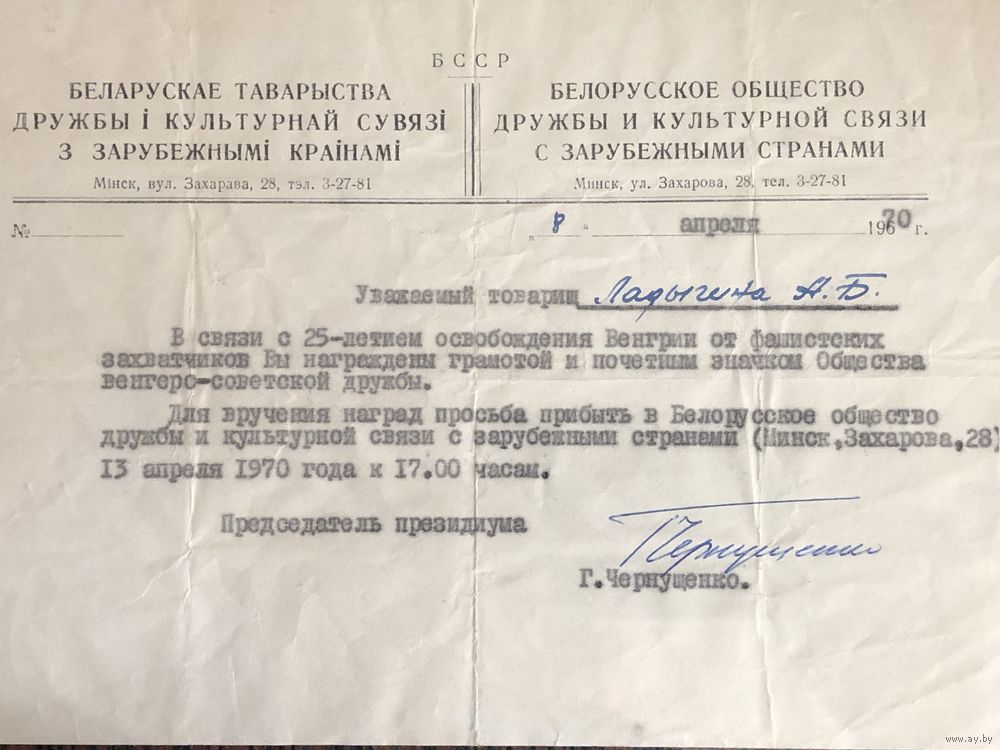 БССР
БЕЛАРУСКАЕ ТАВАРЫСТВА
ДРУЖБЫ І КУЛЬТУРНАЙ СУВЯЗІ
З ЗАРУБЕЖНЫМІ КРАІНАМІ
Мінск, вул. Захарава, 28, тэл. 3-27-81
БЕЛОРУССКОЕ ОБЩЕСТВО
ДРУЖБЫ И КУЛЬТУРНОЙ СВЯЗИ
С ЗАРУБЕЖНЫМИ СТРАНАМИ
Минск, ул. Захарова, 28, тел. 3-27-81
№
„ 8 “ апреля 1970 г.
Уважаемый товарищ Ладыгина А.Б.
В связи с 25-летием освобождения Венгрии от фашистских
захватчиков Вы награждены грамотой и почетным значком Общества
венгеро-советской дружбы.
Для вручения наград просьба прибыть в Белорусское общество
дружбы и культурной связи с зарубежными странами (Минск,Захарова,28)
13 апреля 1970 года к 17.00 часам.
Председатель президиума
Г.Чернущенко.
www.ay.by